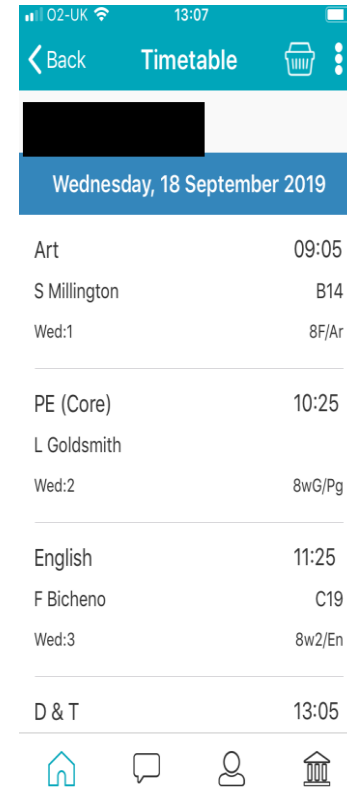 O2-UK 13:07
Back Timetable
Wednesday, 18 September 2019
Art 09:05
S Millington B14
Wed:1 8F/Ar
PE (Core) 10:25
L Goldsmith
Wed:2 8wG/Pg
English 11:25
F Bicheno C19
Wed:3 8w2/En
D & T 13:05